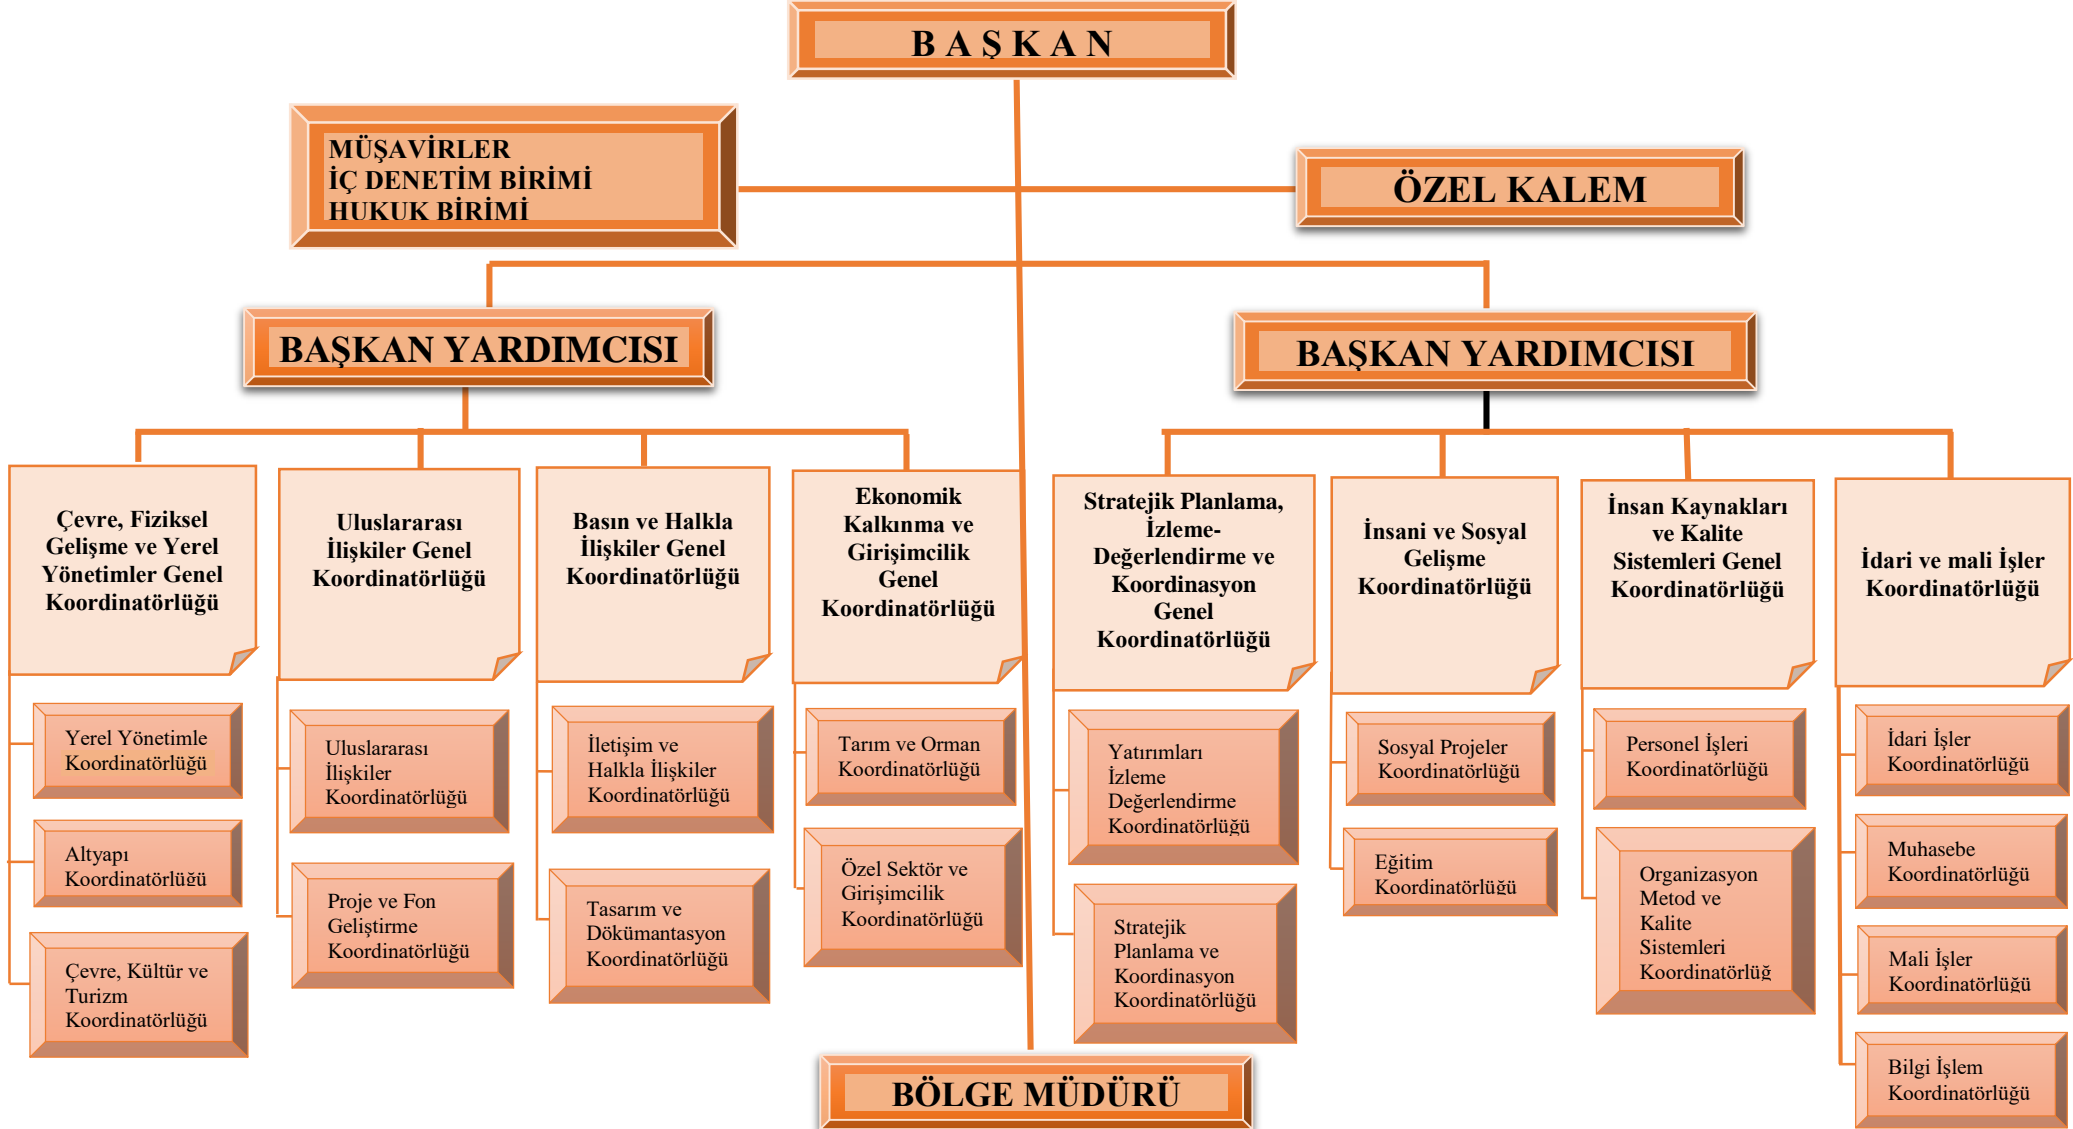 B A Ş K A N
MÜŞAVİRLER
İÇ DENETİM BİRİMİ
HUKUK BİRİMİ
ÖZEL KALEM
BAŞKAN YARDIMCISI
BAŞKAN YARDIMCISI
Çevre, Fiziksel
Gelişme ve Yerel
Yönetimler Genel
Koordinatörlüğü
Uluslararası
İlişkiler Genel
Koordinatörlüğü
Basın ve Halkla
İlişkiler Genel
Koordinatörlüğü
Ekonomik
Kalkınma ve
Girişimcilik
Genel
Koordinatörlüğü
Stratejik Planlama,
İzleme-
Değerlendirme ve
Koordinasyon
Genel
Koordinatörlüğü
İnsani ve Sosyal
Gelişme
Koordinatörlüğü
İnsan Kaynakları
ve Kalite
Sistemleri Genel
Koordinatörlüğü
İdari ve mali İşler
Koordinatörlüğü
Yerel Yönetimle
Koordinatörlüğü
Altyapı
Koordinatörlüğü
Çevre, Kültür ve
Turizm
Koordinatörlüğü
Uluslararası
İlişkiler
Koordinatörlüğü
Proje ve Fon
Geliştirme
Koordinatörlüğü
İletişim ve
Halkla İlişkiler
Koordinatörlüğü
Tasarım ve
Dökümantasyon
Koordinatörlüğü
Tarım ve Orman
Koordinatörlüğü
Özel Sektör ve
Girişimcilik
Koordinatörlüğü
Yatırımları
İzleme
Değerlendirme
Koordinatörlüğü
Stratejik
Planlama ve
Koordinasyon
Koordinatörlüğü
Sosyal Projeler
Koordinatörlüğü
Eğitim
Koordinatörlüğü
Personel İşleri
Koordinatörlüğü
Organizasyon
Metod ve
Kalite
Sistemleri
Koordinatörlüğ
İdari İşler
Koordinatörlüğü
Muhasebe
Koordinatörlüğü
Mali İşler
Koordinatörlüğü
Bilgi İşlem
Koordinatörlüğü
BÖLGE MÜDÜRÜ